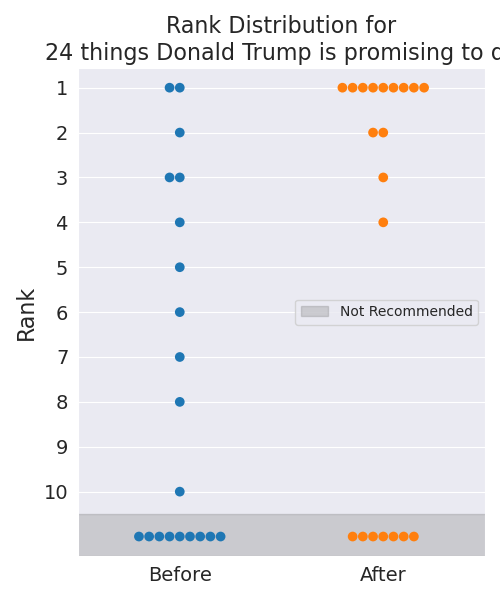 Rank Distribution for
24 things Donald Trump is promising to
1
2
3
4
5
6
7
8
9
10
Rank
Not Recommended
Before
After